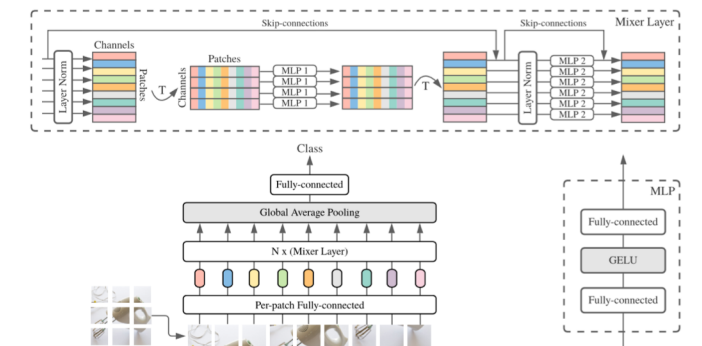 Skip-connections
Skip-connections
Mixer Layer
Channels
Layer Norm
Patches
T
Patches
Channels
MLP 1
MLP 1
MLP 1
MLP 1
T
Layer Norm
MLP 2
MLP 2
MLP 2
MLP 2
MLP 2
MLP 2
Class
Fully-connected
Global Average Pooling
N x (Mixer Layer)
Per-patch Fully-connected
MLP
Fully-connected
GELU
Fully-connected